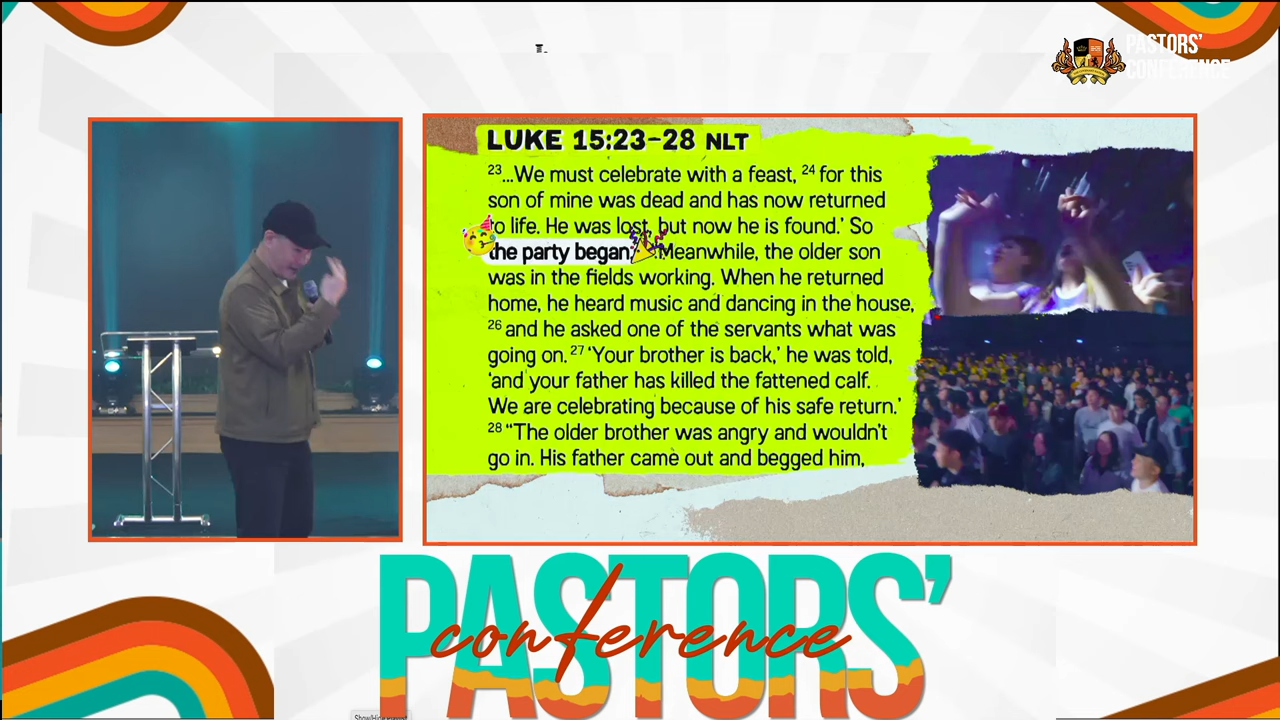 PASTORS'
CONFERENCE
LUKE 15:23-28 NLT
23...We must celebrate with a feast, 24 for this
son of mine was dead and has now returned
to life. He was lost, but now he is found.' So
the party began. Meanwhile, the older son
was in the fields working. When he returned
home, he heard music and dancing in the house,
26 and he asked one of the servants what was
going on. 27 'Your brother is back,' he was told,
'and your father has killed the fattened calf.
We are celebrating because of his safe return.'
28 "The older brother was angry and wouldn't
go in. His father came out and begged him,
PASTORS'
conference